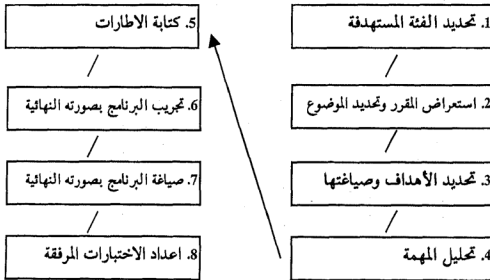 1. تحديد الفئة المستهدفة
2. استعراض المقرر وتحديد الموضوع
3. تحديد الأهداف وصياغتها
4. تحليل المهمة
5. كتابة الاطارات
6. تجريب البرنامج بصورته النهائية
7. صياغة البرنامج بصورته النهائية
8. اعداد الاختبارات المرفقة